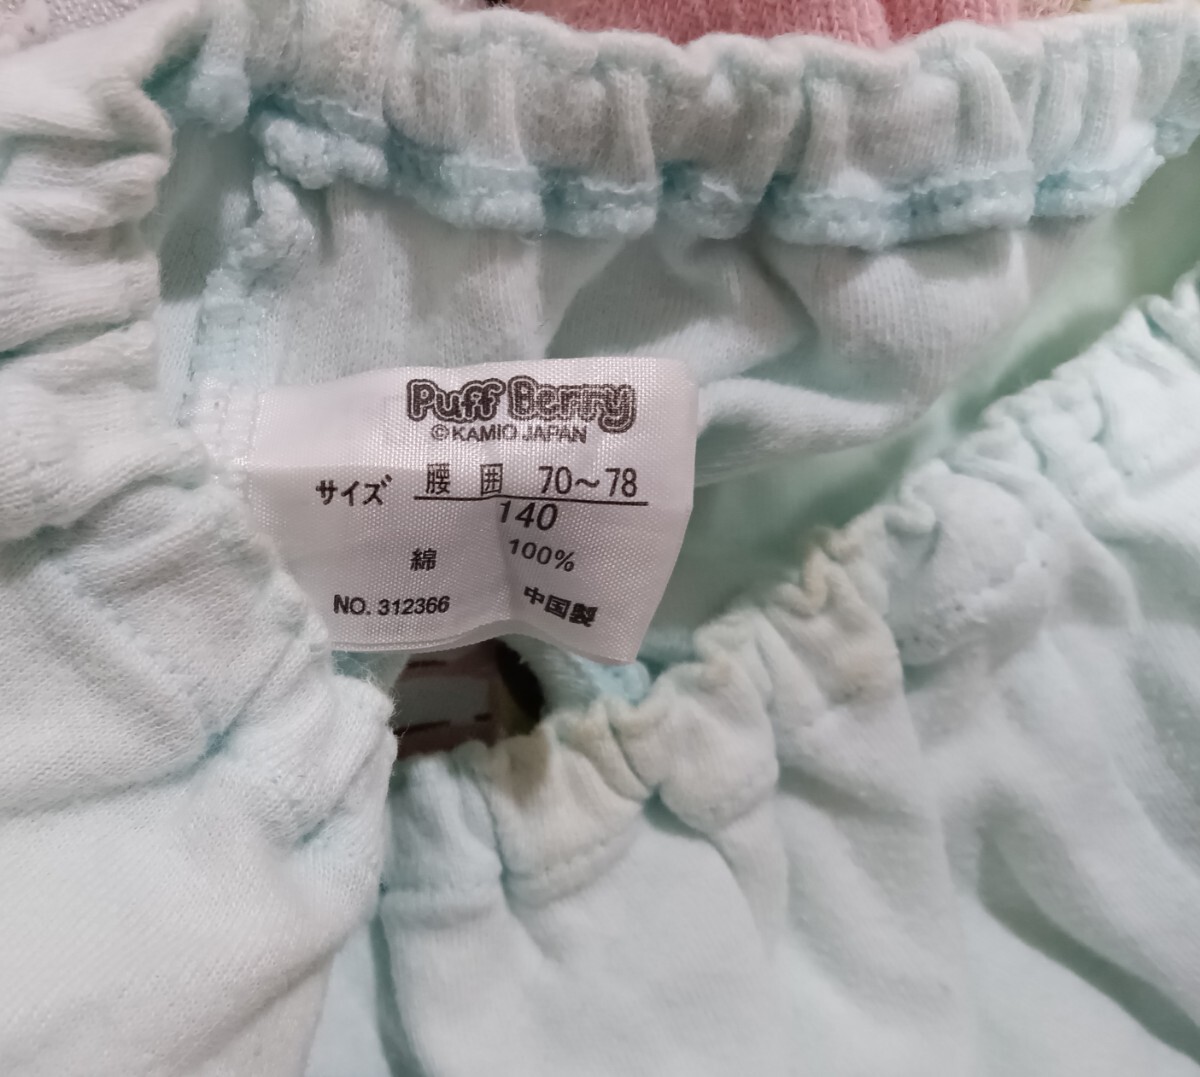 Puff Berry
©KAMIO JAPAN
サイズ 腰 囲 70～78
140
綿 100%
NO. 312366 中国製